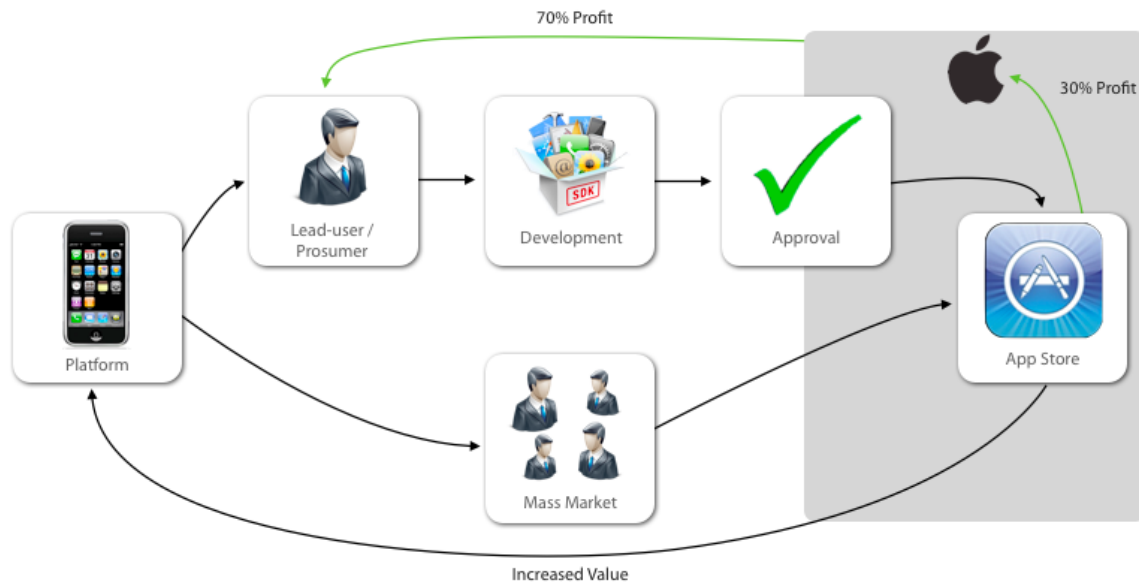 70% Profit
30% Profit
SDK
Lead-user /
Prosumer
Development
Approval
Platform
App Store
Mass Market
Increased Value